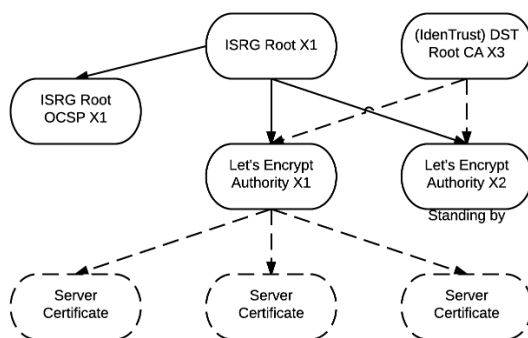 ISRG Root X1
(IdenTrust) DST
Root CA X3
ISRG Root
OCSP X1
Let's Encrypt
Authority X1
Let's Encrypt
Authority X2
Standing by
Server
Certificate
Server
Certificate
Server
Certificate